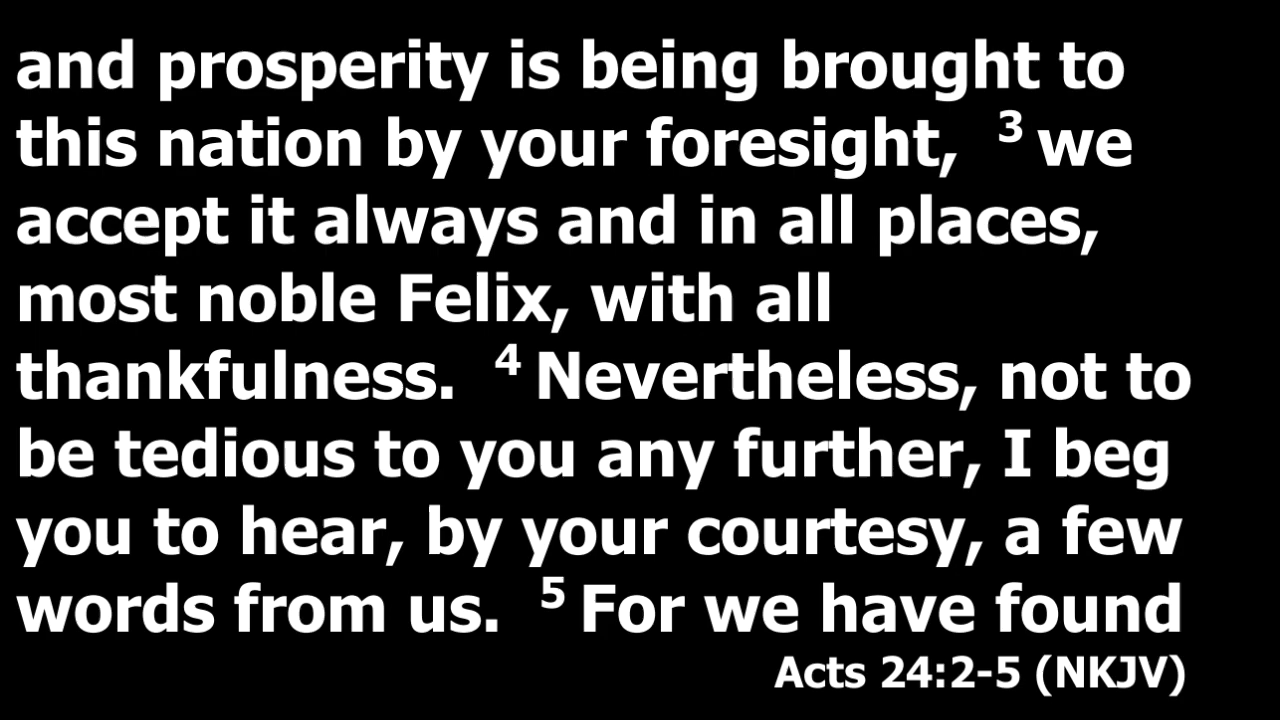 and prosperity is being brought to
this nation by your foresight, 3 we
accept it always and in all places,
most noble Felix, with all
thankfulness. 4 Nevertheless, not to
be tedious to you any further, I beg
you to hear, by your courtesy, a few
words from us. 5 For we have found
Acts 24:2-5 (NKJV)